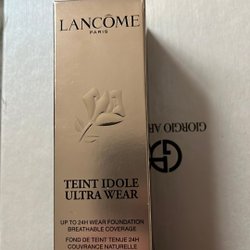 LANCÔME
PARIS
TEINT IDOLE
ULTRA WEAR
UP TO 24H WEAR FOUNDATION
BREATHABLE COVERAGE
FOND DE TEINT TENUE 24H
COUVRANCE NATURELLE
GIORGIO AR